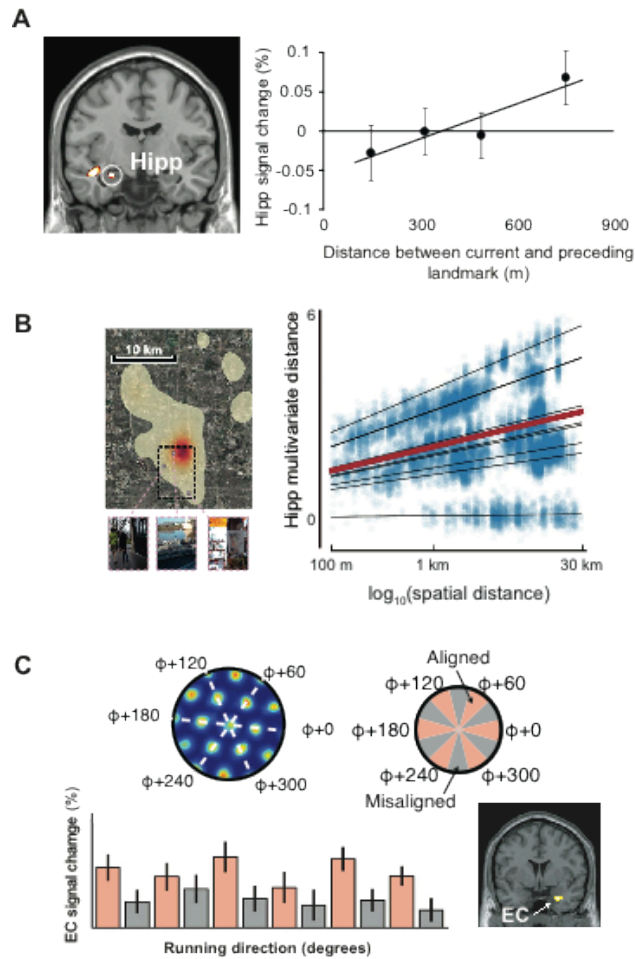 A
Hipp
Hipp signal change (%)
0.1
0.05
0
-0.05
-0.1
0
300
600
900
Distance between current and preceding
landmark (m)
B
10 km
Hipp multivariate distance
6
2
0
100 m
1 km
30 km
log10(spatial distance)
C
ϕ+120
ϕ+60
ϕ+180
ϕ+0
ϕ+240
ϕ+300
Aligned
ϕ+120
ϕ+60
ϕ+180
ϕ+0
ϕ+240
ϕ+300
Misaligned
EC signal chamge (%)
Running direction (degrees)
EC